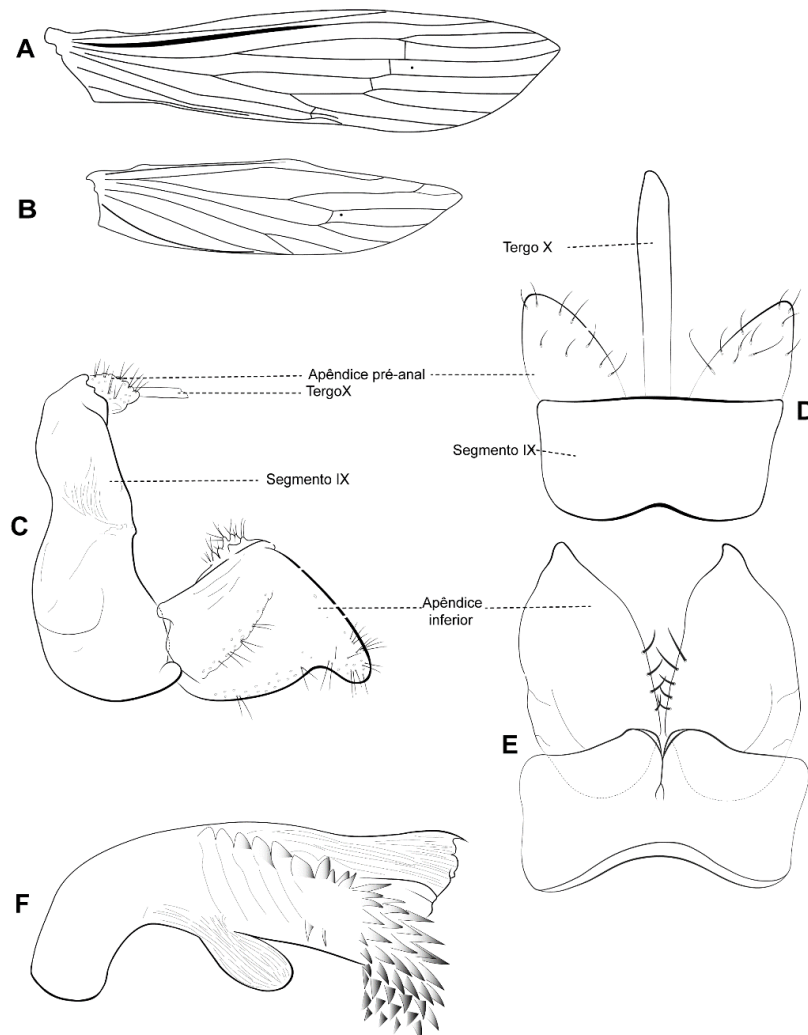 A
B
Tergo X
Apêndice pré-anal
TergoX
D
Segmento IX
Segmento IX
C
Apêndice
inferior
E
F